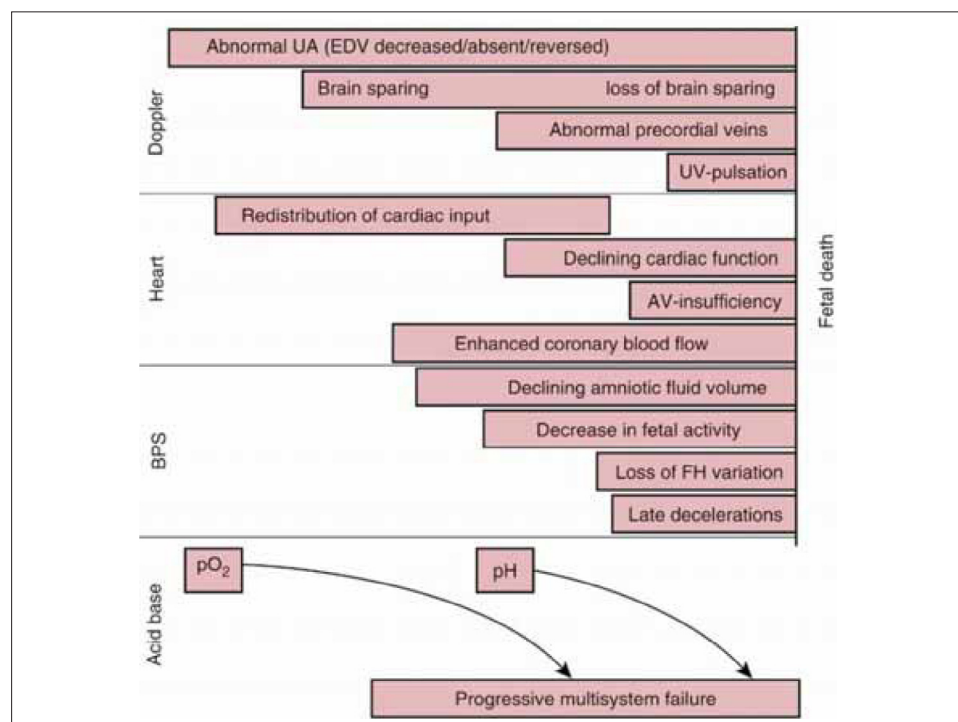 Doppler
Abnormal UA (EDV decreased/absent/reversed)
Brain sparing loss of brain sparing
Abnormal precordial veins
UV-pulsation
Heart
Redistribution of cardiac input
Declining cardiac function
AV-insufficiency
Enhanced coronary blood flow
Fetal death
BPS
Declining amniotic fluid volume
Decrease in fetal activity
Loss of FH variation
Late decelerations
Acid base
pO₂ pH
Progressive multisystem failure